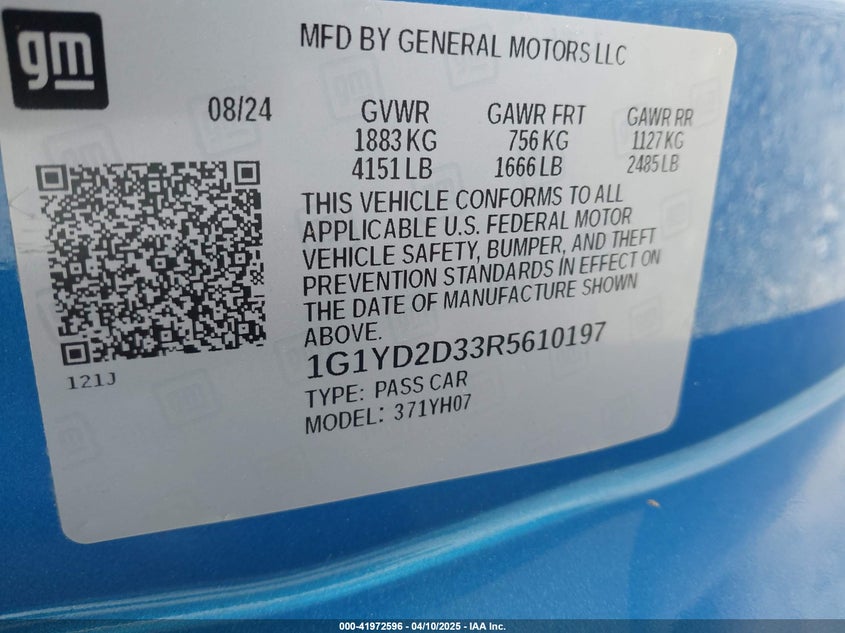 gm
MFD BY GENERAL MOTORS LLC
08/24 GVWR GAWR FRT GAWR RR
1883 KG 756 KG 1127 KG
4151 LB 1666 LB 2485 LB
THIS VEHICLE CONFORMS TO ALL
APPLICABLE U.S. FEDERAL MOTOR
VEHICLE SAFETY, BUMPER, AND THEFT
PREVENTION STANDARDS IN EFFECT ON
THE DATE OF MANUFACTURE SHOWN
ABOVE.
1G1YD2D33R5610197
121J
TYPE: PASS CAR
MODEL: 371YH07
000-41972596 - 04/10/2025 - IAA Inc.